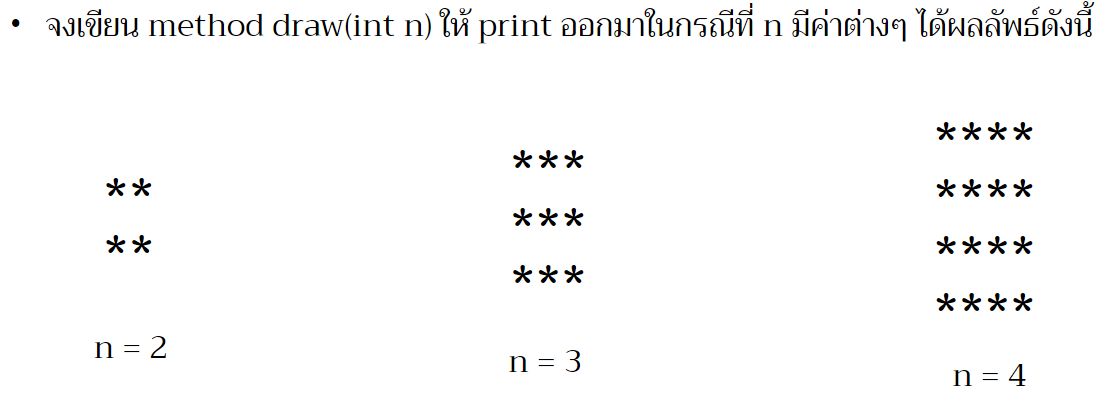 • จงเขียน method draw(int n) ให้ print ออกมาในกรณีที่ n มีค่าต่างๆ ได้ผลลัพธ์ดังนี้
**
**
n = 2
***
***
***
n = 3
****
****
****
****
n = 4